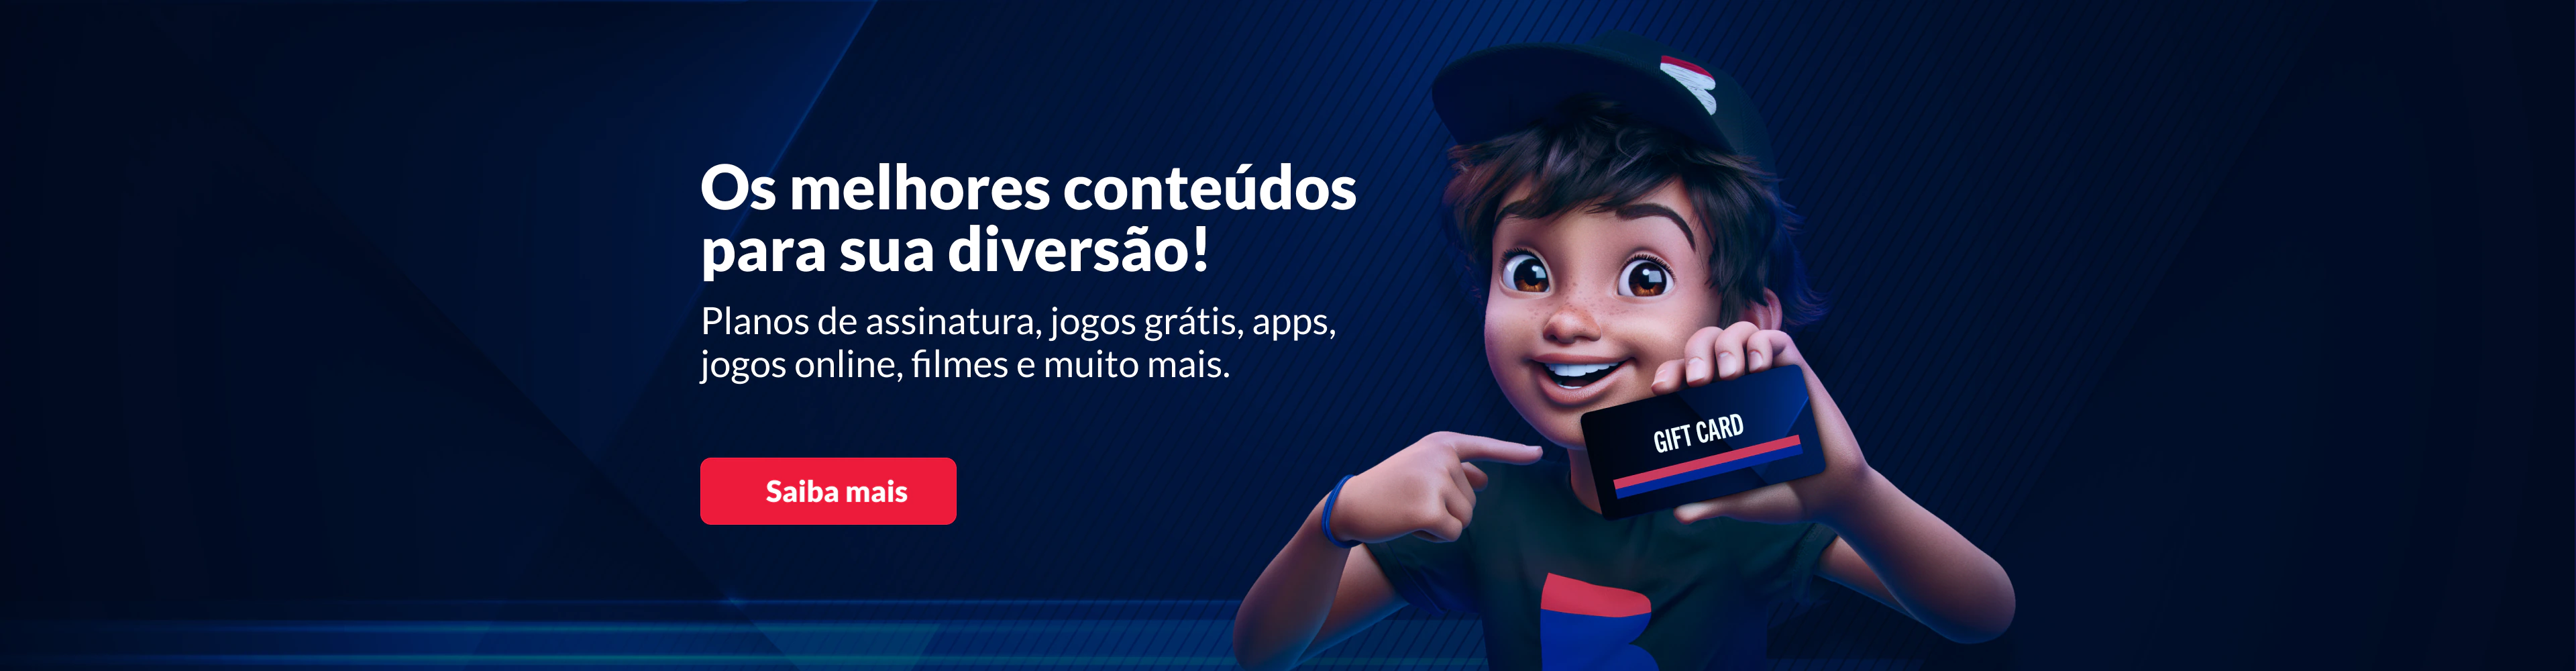 Os melhores conteúdos
para sua diversão!
Planos de assinatura, jogos grátis, apps,
jogos online, filmes e muito mais.
Saiba mais
GIFT CARD